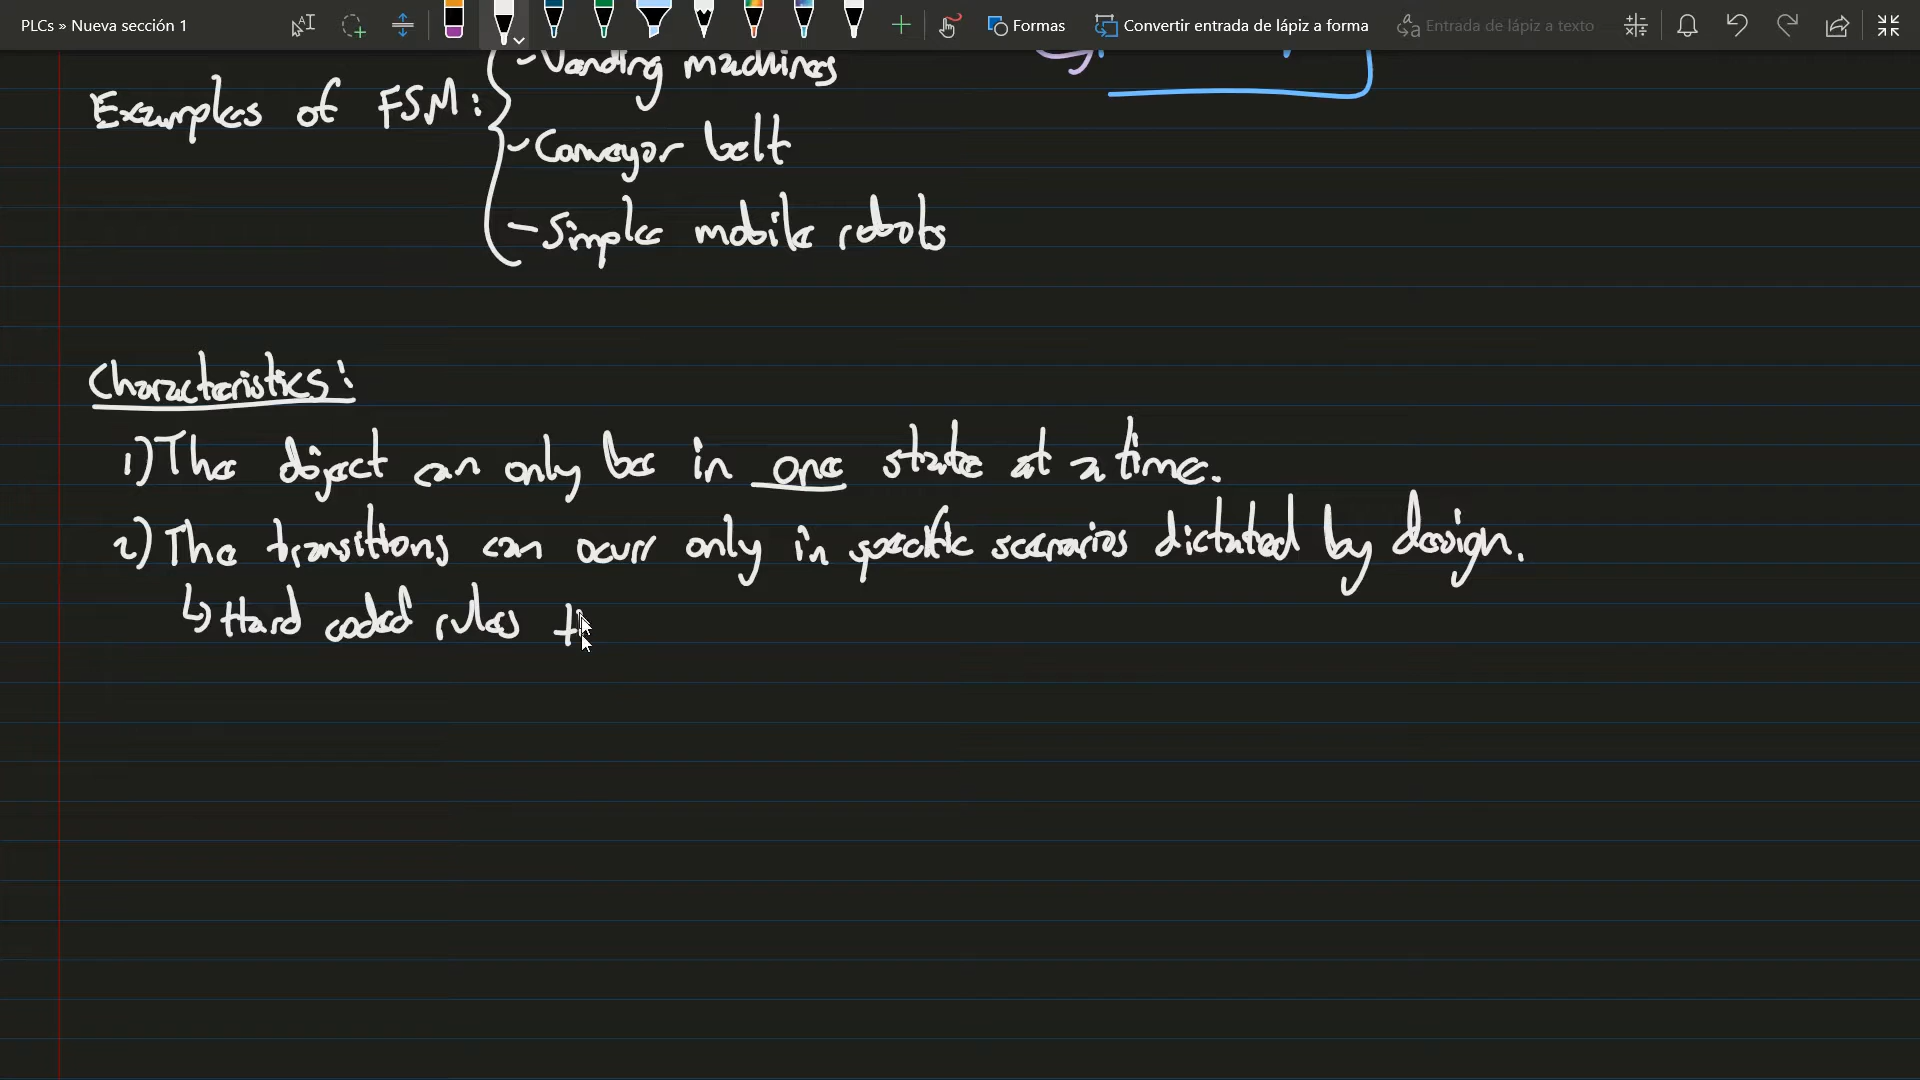 PLCs » Nueva sección 1
Formas
Convertir entrada de lápiz a forma
Entrada de lápiz a texto
- Vending machines
Examples of FSM:
- Conveyor belt
- Simple mobile robots
Characteristics:
1) The object can only be in one state at a time.
2) The transitions can ocurr only in specific scenarios dictated by design.
↳ Hard coded rules